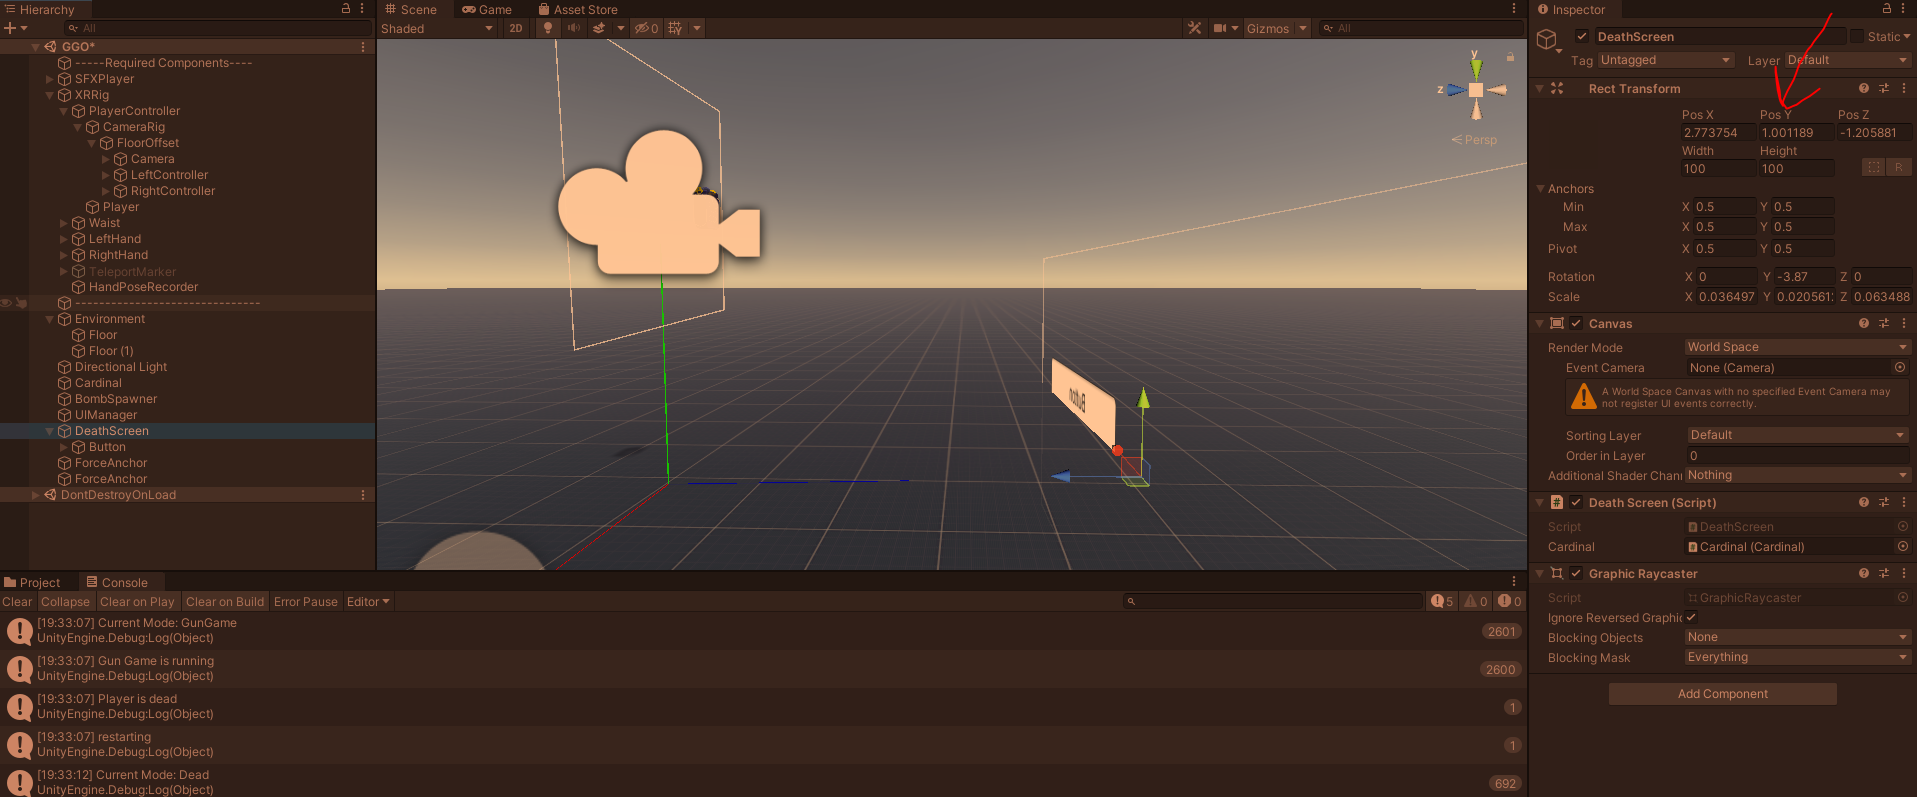 Hierarchy
All
GGO*
-----Required Components----
SFXPlayer
XRRig
PlayerController
CameraRig
FloorOffset
Camera
LeftController
RightController
Player
Waist
LeftHand
RightHand
TeleportMarker
HandPoseRecorder
-------------------------------
Environment
Floor
Floor (1)
Directional Light
Cardinal
BombSpawner
UIManager
DeathScreen
Button
ForceAnchor
ForceAnchor
DontDestroyOnLoad
Scene Game Asset Store
Shaded 2D 0 Gizmos All
y
z
Persp
Button
Inspector
DeathScreen Static
Tag Untagged Layer Default
Rect Transform
Pos X Pos Y Pos Z
2.773754 1.001189 -1.205881
Width Height
100 100 R
Anchors
Min X 0.5 Y 0.5
Max X 0.5 Y 0.5
Pivot X 0.5 Y 0.5
Rotation X 0 Y -3.87 Z 0
Scale X 0.036497 Y 0.020561 Z 0.063488
Canvas
Render Mode World Space
Event Camera None (Camera)
A World Space Canvas with no specified Event Camera may
not register UI events correctly.
Sorting Layer Default
Order in Layer 0
Additional Shader Chan Nothing
Death Screen (Script)
Script DeathScreen
Cardinal Cardinal (Cardinal)
Graphic Raycaster
Script GraphicRaycaster
Ignore Reversed Graphic
Blocking Objects None
Blocking Mask Everything
Add Component
Project Console
Clear Collapse Clear on Play Clear on Build Error Pause Editor 5 0 0
[19:33:07] Current Mode: GunGame
UnityEngine.Debug:Log(Object)
2601
[19:33:07] Gun Game is running
UnityEngine.Debug:Log(Object)
2600
[19:33:07] Player is dead
UnityEngine.Debug:Log(Object)
1
[19:33:07] restarting
UnityEngine.Debug:Log(Object)
1
[19:33:12] Current Mode: Dead
UnityEngine.Debug:Log(Object)
692